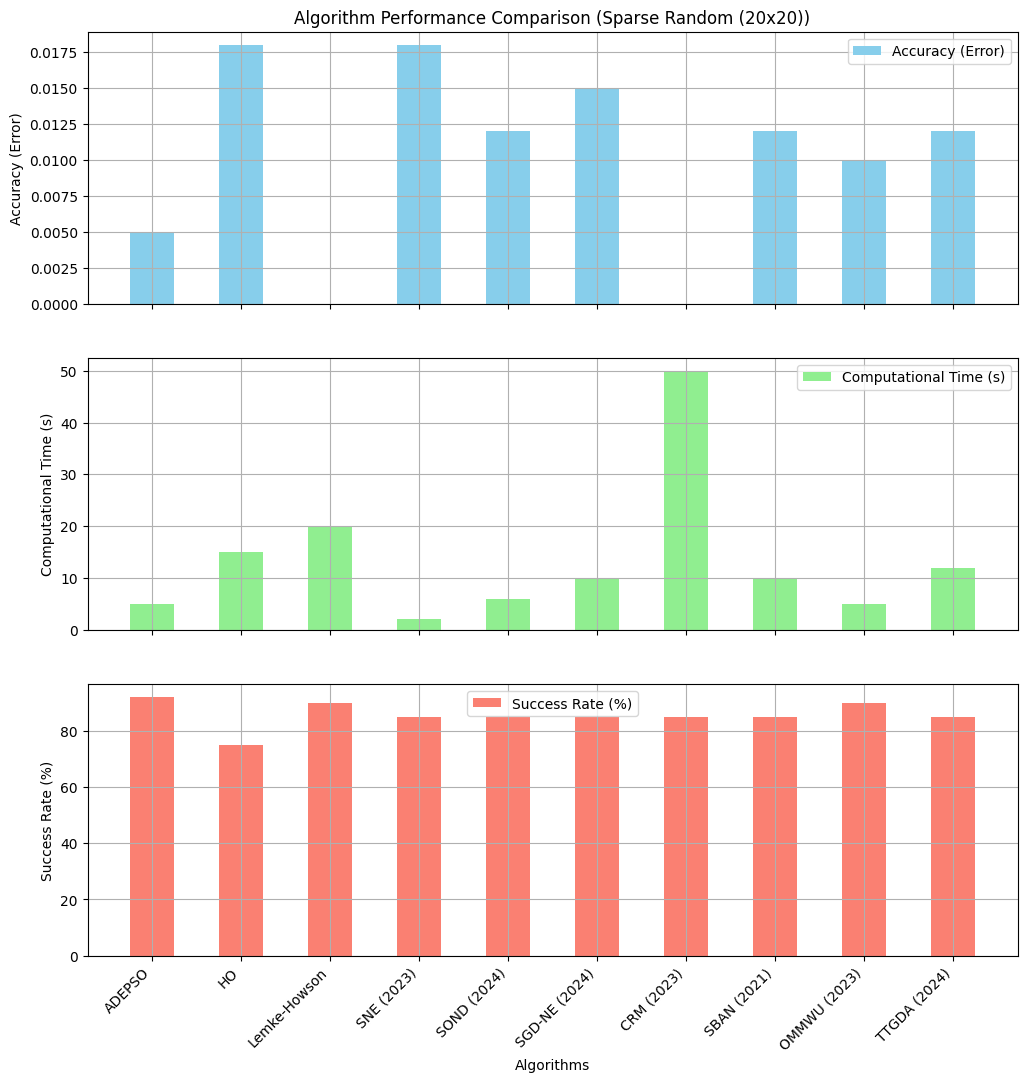 Algorithm Performance Comparison (Sparse Random (20x20))
Accuracy (Error)
0.0175
0.0150
0.0125
0.0100
0.0075
0.0050
0.0025
0.0000
Accuracy (Error)
Computational Time (s)
50
40
30
20
10
0
Computational Time (s)
Success Rate (%)
80
60
40
20
0
Success Rate (%)
ADEPSO
HO
Lemke-Howson
SNE (2023)
SOND (2024)
SGD-NE (2024)
CRM (2023)
SBAN (2021)
OMMWU (2023)
TTGDA (2024)
Algorithms